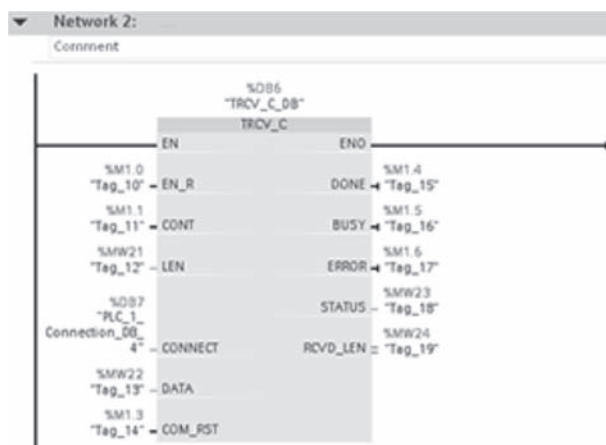 Network 2:
Comment
%DB6
"TRCV_C_DB"
TRCV_C
EN
ENO
%M1.0
"Tag_10"
EN_R
%M1.1
"Tag_11"
CONT
%MW21
"Tag_12"
LEN
%DB7
"PLC_1_
Connection_DB_
4"
CONNECT
%MW22
"Tag_13"
DATA
%M1.3
"Tag_14"
COM_RST
%M1.4
DONE
"Tag_15"
%M1.5
BUSY
"Tag_16"
%M1.6
ERROR
"Tag_17"
%MW23
STATUS
"Tag_18"
%MW24
RCVD_LEN
"Tag_19"